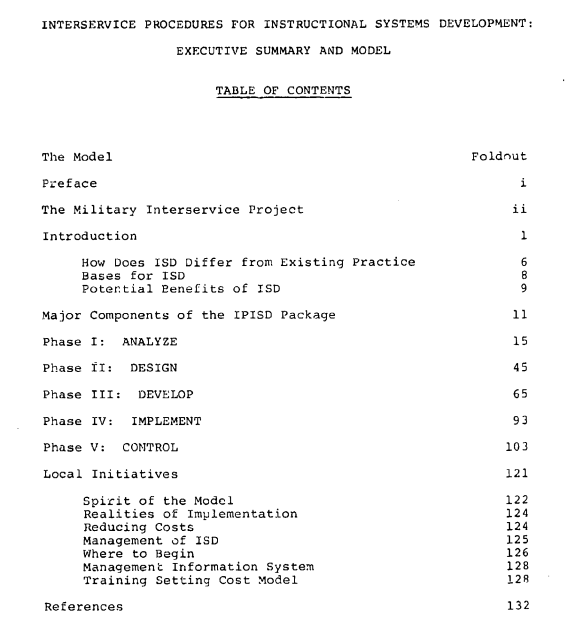 INTERSERVICE PROCEDURES FOR INSTRUCTIONAL SYSTEMS DEVELOPMENT:
EXECUTIVE SUMMARY AND MODEL
TABLE OF CONTENTS
The Model Foldout
Preface i
The Military Interservice Project ii
Introduction 1
How Does ISD Differ from Existing Practice 6
Bases for ISD 8
Potential Benefits of ISD 9
Major Components of the IPISD Package 11
Phase I: ANALYZE 15
Phase II: DESIGN 45
Phase III: DEVELOP 65
Phase IV: IMPLEMENT 93
Phase V: CONTROL 103
Local Initiatives 121
Spirit of the Model 122
Realities of Implementation 124
Reducing Costs 124
Management of ISD 125
Where to Begin 126
Management Information System 128
Training Setting Cost Model 128
References 132